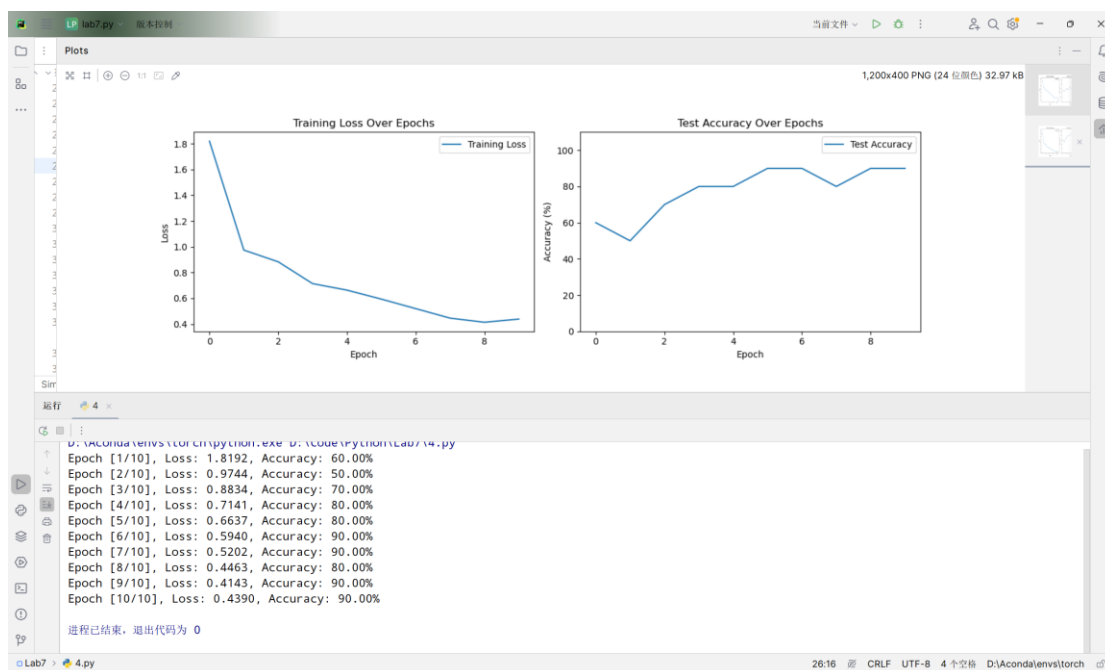 LP lab7.py 版本控制 当前文件
Plots
1:1 1,200x400 PNG (24 位颜色) 32.97 kB
Training Loss Over Epochs
Training Loss
1.8
1.6
1.4
1.2
1.0
0.8
0.6
0.4
Loss
0 2 4 6 8
Epoch
Test Accuracy Over Epochs
Test Accuracy
100
80
60
40
20
0
Accuracy (%)
0 2 4 6 8
Epoch
Sim
运行 4
D:\Aconda\envs\torch\python.exe D:\Code\Python\Lab7\4.py
Epoch [1/10], Loss: 1.8192, Accuracy: 60.00%
Epoch [2/10], Loss: 0.9744, Accuracy: 50.00%
Epoch [3/10], Loss: 0.8834, Accuracy: 70.00%
Epoch [4/10], Loss: 0.7141, Accuracy: 80.00%
Epoch [5/10], Loss: 0.6637, Accuracy: 80.00%
Epoch [6/10], Loss: 0.5940, Accuracy: 90.00%
Epoch [7/10], Loss: 0.5202, Accuracy: 90.00%
Epoch [8/10], Loss: 0.4463, Accuracy: 80.00%
Epoch [9/10], Loss: 0.4143, Accuracy: 90.00%
Epoch [10/10], Loss: 0.4390, Accuracy: 90.00%
进程已结束，退出代码为 0
Lab7 > 4.py 26:16 CRLF UTF-8 4 个空格 D:\Aconda\envs\torch